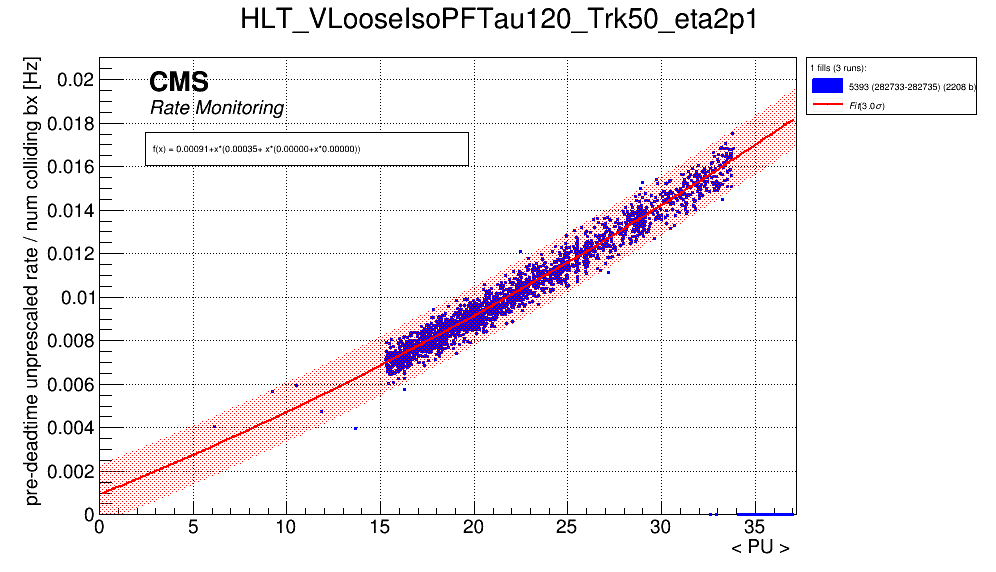 HLT_VLooseIsoPFTau120_Trk50_eta2p1
pre-deadtime unprescaled rate / num colliding bx [Hz]
CMS
Rate Monitoring
f(x) = 0.00091+x*(0.00035+ x*(0.00000+x*0.00000))
1 fills (3 runs):
5393 (282733-282735) (2208 b)
Fit(3.0σ)
0.02
0.018
0.016
0.014
0.012
0.01
0.008
0.006
0.004
0.002
0
0 5 10 15 20 25 30 35
< PU >